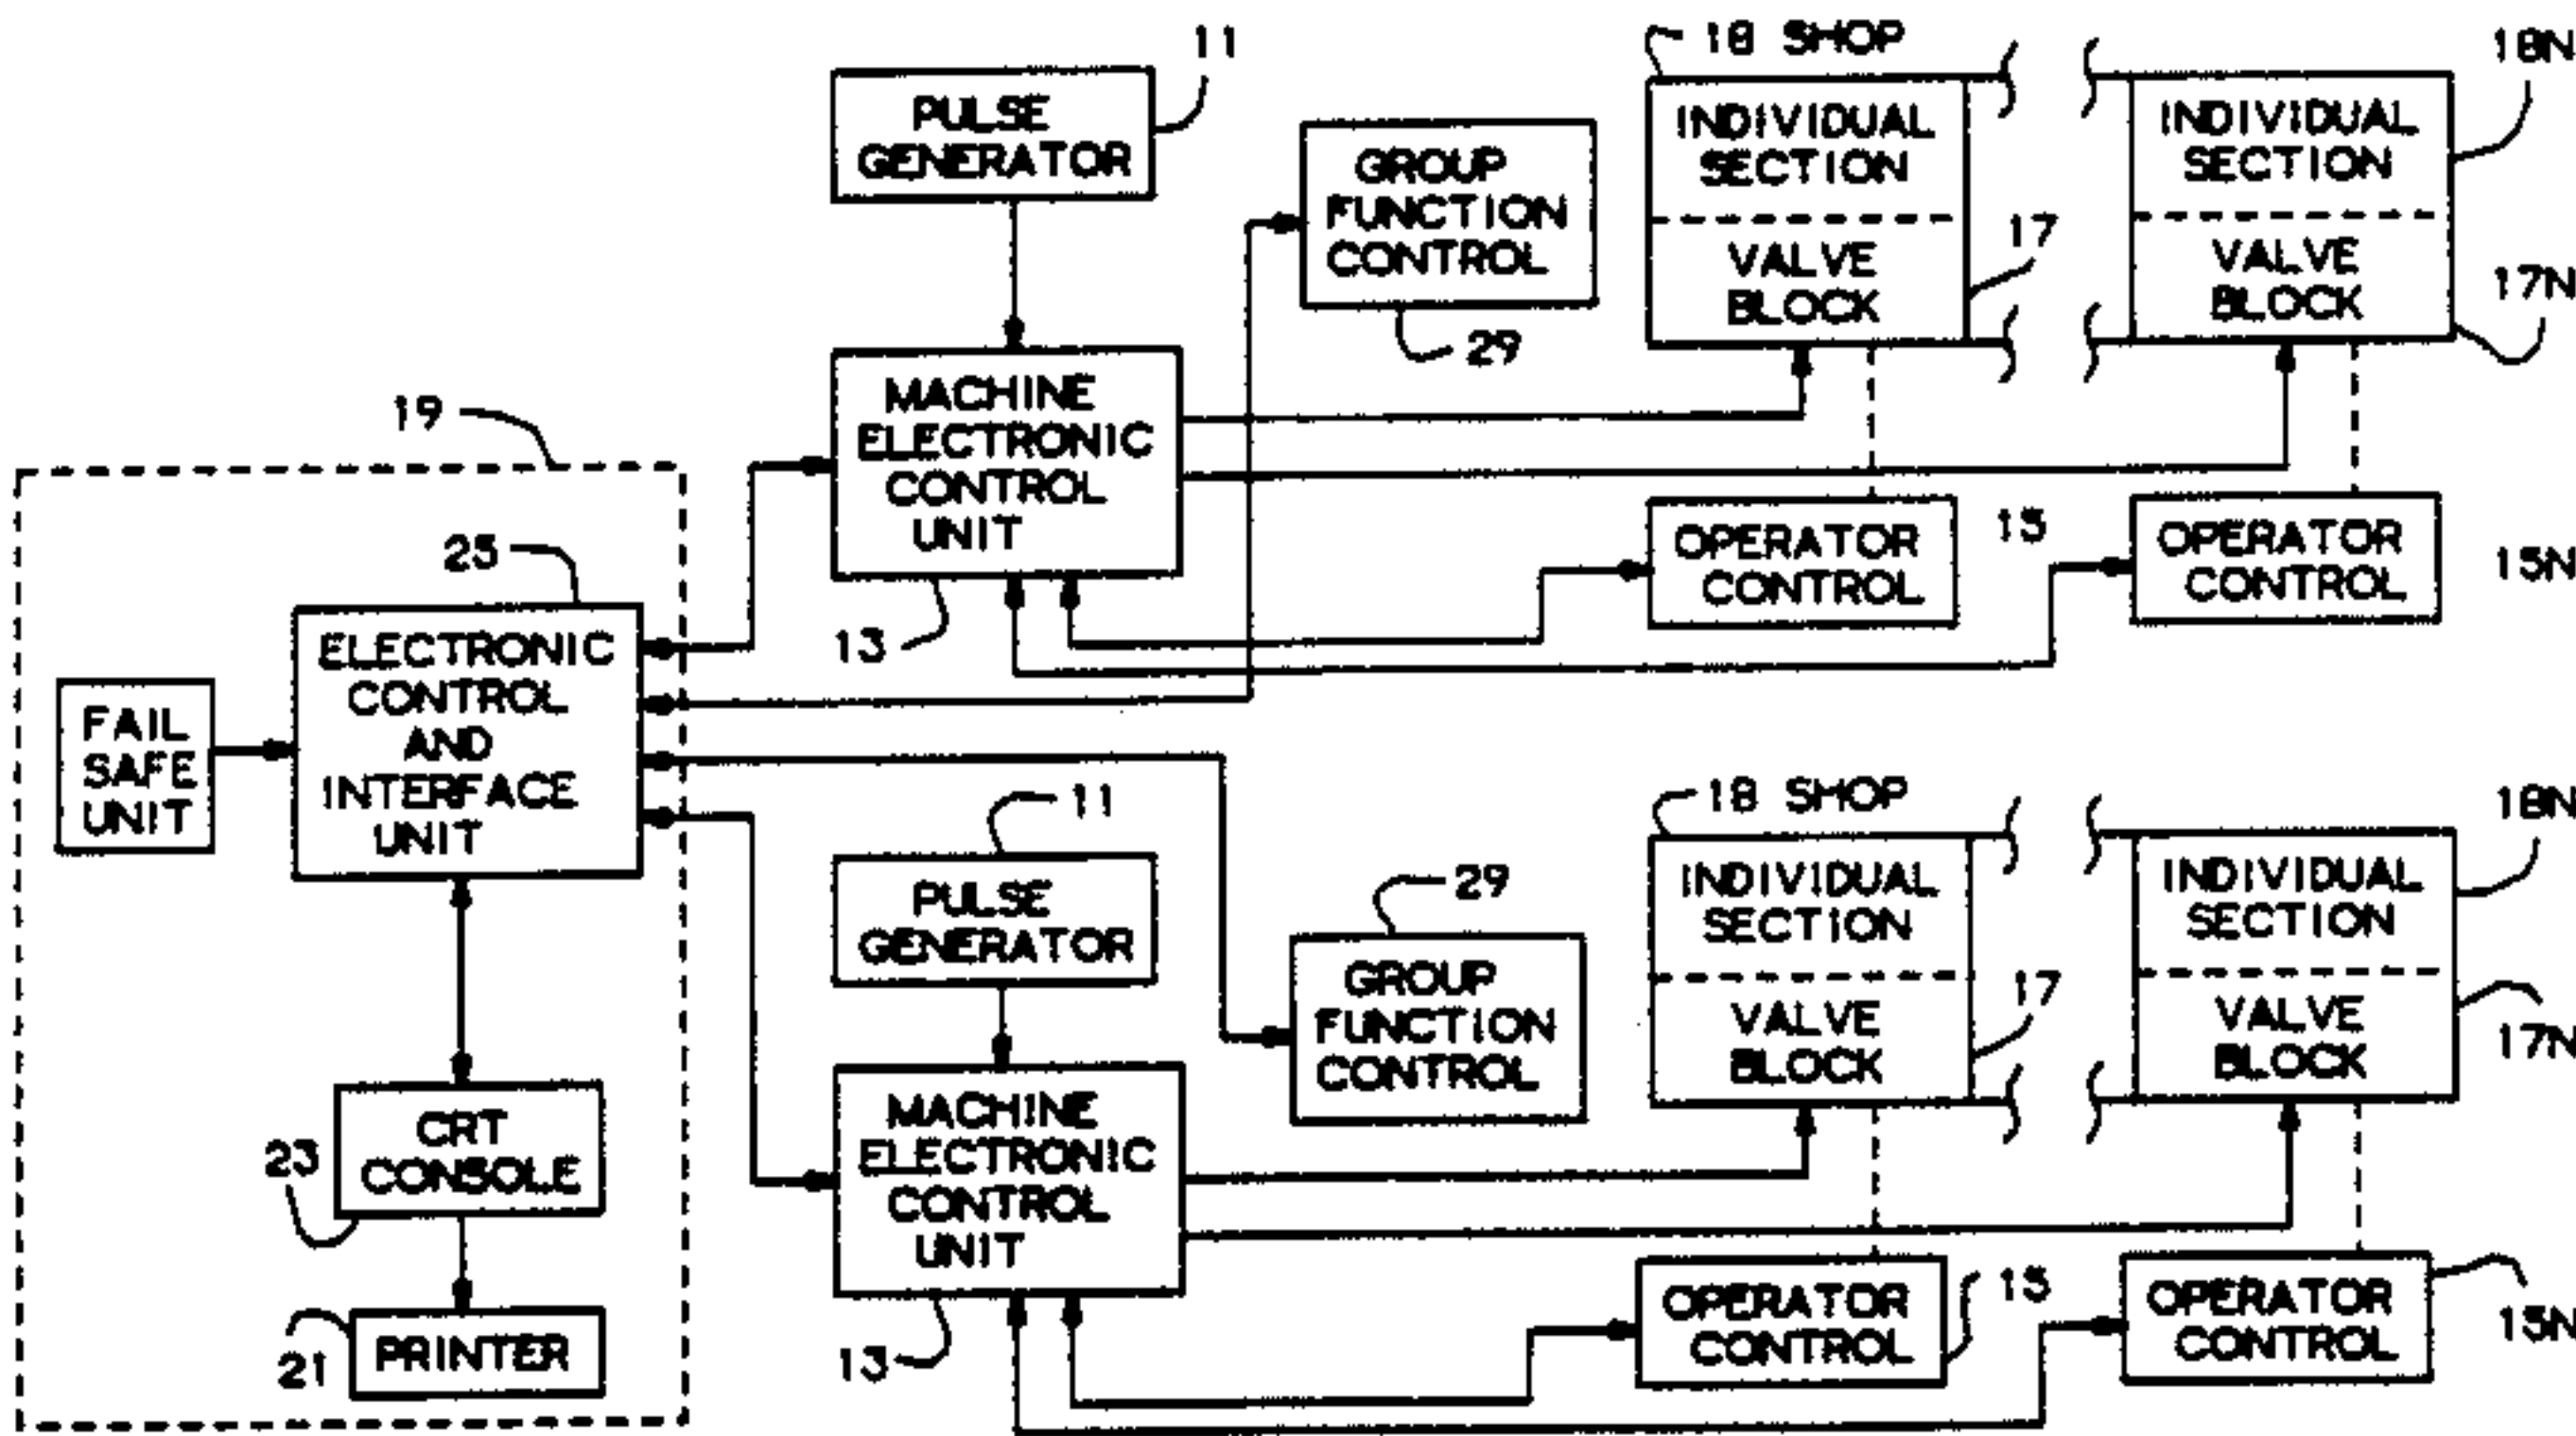 11
PULSE
GENERATOR
18 SHOP
INDIVIDUAL
SECTION
VALVE
BLOCK
17
18N
INDIVIDUAL
SECTION
VALVE
BLOCK
17N
GROUP
FUNCTION
CONTROL
29
MACHINE
ELECTRONIC
CONTROL
UNIT
13
OPERATOR
CONTROL
15
OPERATOR
CONTROL
15N
19
25
ELECTRONIC
CONTROL
AND
INTERFACE
UNIT
FAIL
SAFE
UNIT
CRT
CONSOLE
23
PRINTER
21
11
PULSE
GENERATOR
29
GROUP
FUNCTION
CONTROL
18 SHOP
INDIVIDUAL
SECTION
VALVE
BLOCK
17
18N
INDIVIDUAL
SECTION
VALVE
BLOCK
17N
MACHINE
ELECTRONIC
CONTROL
UNIT
13
OPERATOR
CONTROL
15
OPERATOR
CONTROL
15N